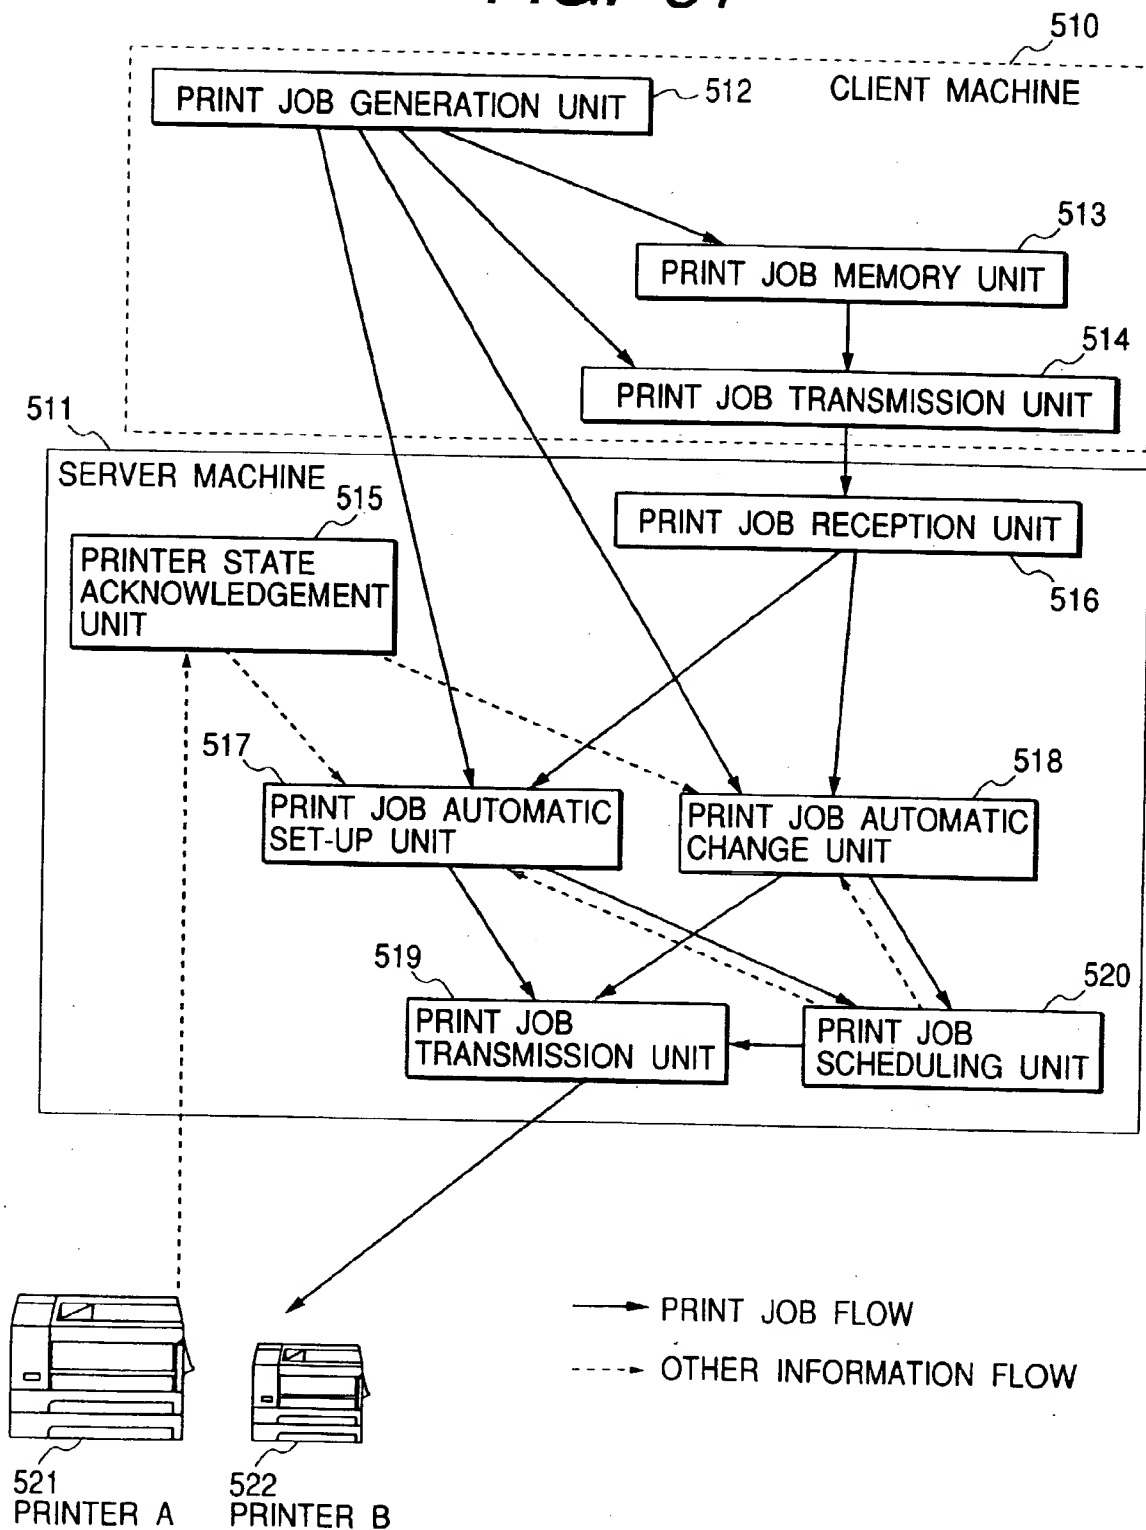 510
CLIENT MACHINE
PRINT JOB GENERATION UNIT
512
513
PRINT JOB MEMORY UNIT
514
PRINT JOB TRANSMISSION UNIT
511
SERVER MACHINE
515
PRINTER STATE
ACKNOWLEDGEMENT
UNIT
PRINT JOB RECEPTION UNIT
516
517
PRINT JOB AUTOMATIC
SET-UP UNIT
518
PRINT JOB AUTOMATIC
CHANGE UNIT
519
PRINT JOB
TRANSMISSION UNIT
520
PRINT JOB
SCHEDULING UNIT
PRINT JOB FLOW
OTHER INFORMATION FLOW
521
PRINTER A
522
PRINTER B